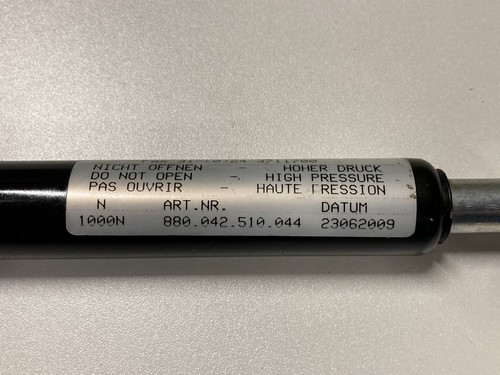 NICHT OFFNEN - HOHER DRUCK
DO NOT OPEN - HIGH PRESSURE
PAS OUVRIR - HAUTE PRESSION
N ART.NR. DATUM
1000N 880.042.510.044 23062009